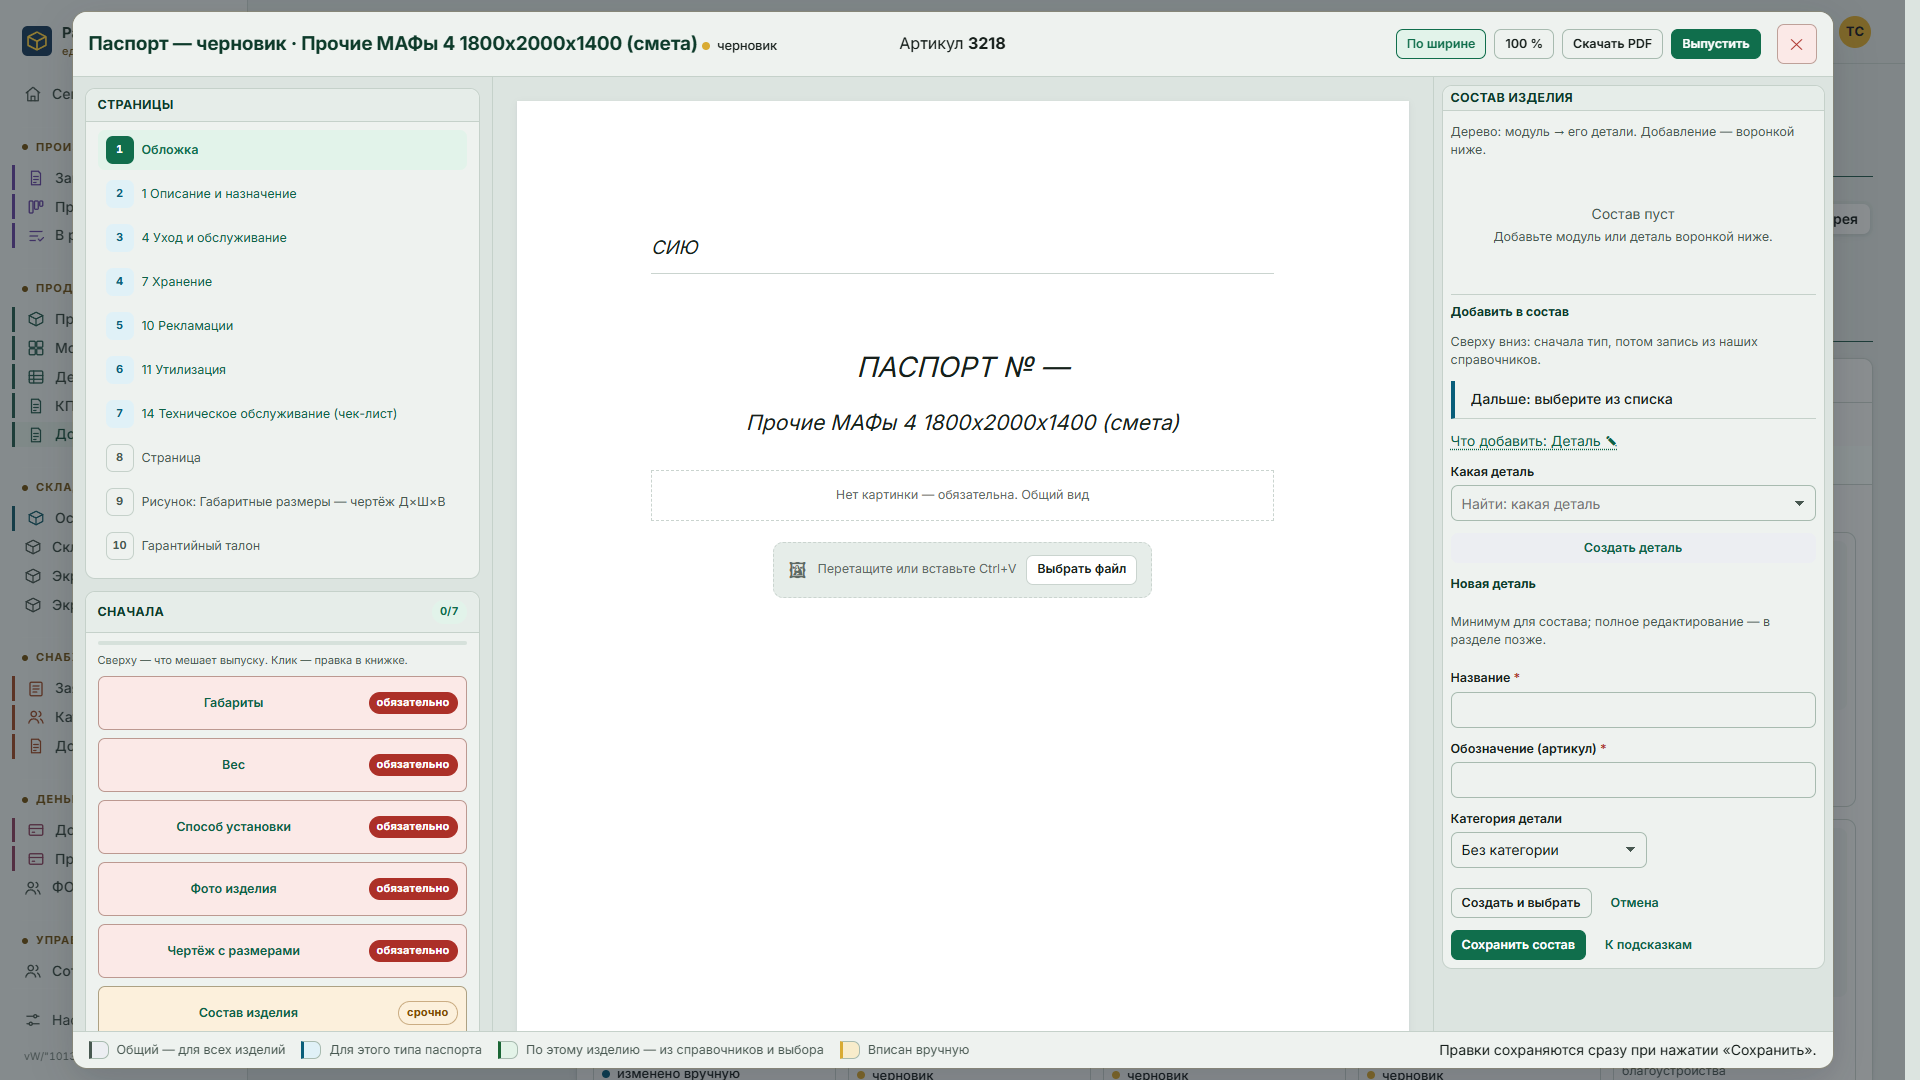 Паспорт — черновик · Прочие МАФы 4 1800х2000х1400 (смета)
черновик
Артикул 3218
По ширине
100 %
Скачать PDF
Выпустить
ТС
СТРАНИЦЫ
1 Обложка
2 1 Описание и назначение
3 4 Уход и обслуживание
4 7 Хранение
5 10 Рекламации
6 11 Утилизация
7 14 Техническое обслуживание (чек-лист)
8 Страница
9 Рисунок: Габаритные размеры — чертёж Д×Ш×В
10 Гарантийный талон
СНАЧАЛА 0/7
Сверху — что мешает выпуску. Клик — правка в книжке.
Габариты обязательно
Вес обязательно
Способ установки обязательно
Фото изделия обязательно
Чертёж с размерами обязательно
Состав изделия срочно
СИЮ
ПАСПОРТ № —
Прочие МАФы 4 1800х2000х1400 (смета)
Нет картинки — обязательна. Общий вид
Перетащите или вставьте Ctrl+V
Выбрать файл
СОСТАВ ИЗДЕЛИЯ
Дерево: модуль → его детали. Добавление — воронкой
ниже.
Состав пуст
Добавьте модуль или деталь воронкой ниже.
Добавить в состав
Сверху вниз: сначала тип, потом запись из наших
справочников.
Дальше: выберите из списка
Что добавить: Деталь
Какая деталь
Найти: какая деталь
Создать деталь
Новая деталь
Минимум для состава; полное редактирование — в
разделе позже.
Название *
Обозначение (артикул) *
Категория детали
Без категории
Создать и выбрать
Отмена
Сохранить состав
К подсказкам
Общий — для всех изделий
Для этого типа паспорта
По этому изделию — из справочников и выбора
Вписан вручную
Правки сохраняются сразу при нажатии «Сохранить».
изменено вручную
черновик
черновик
черновик
благоустройства